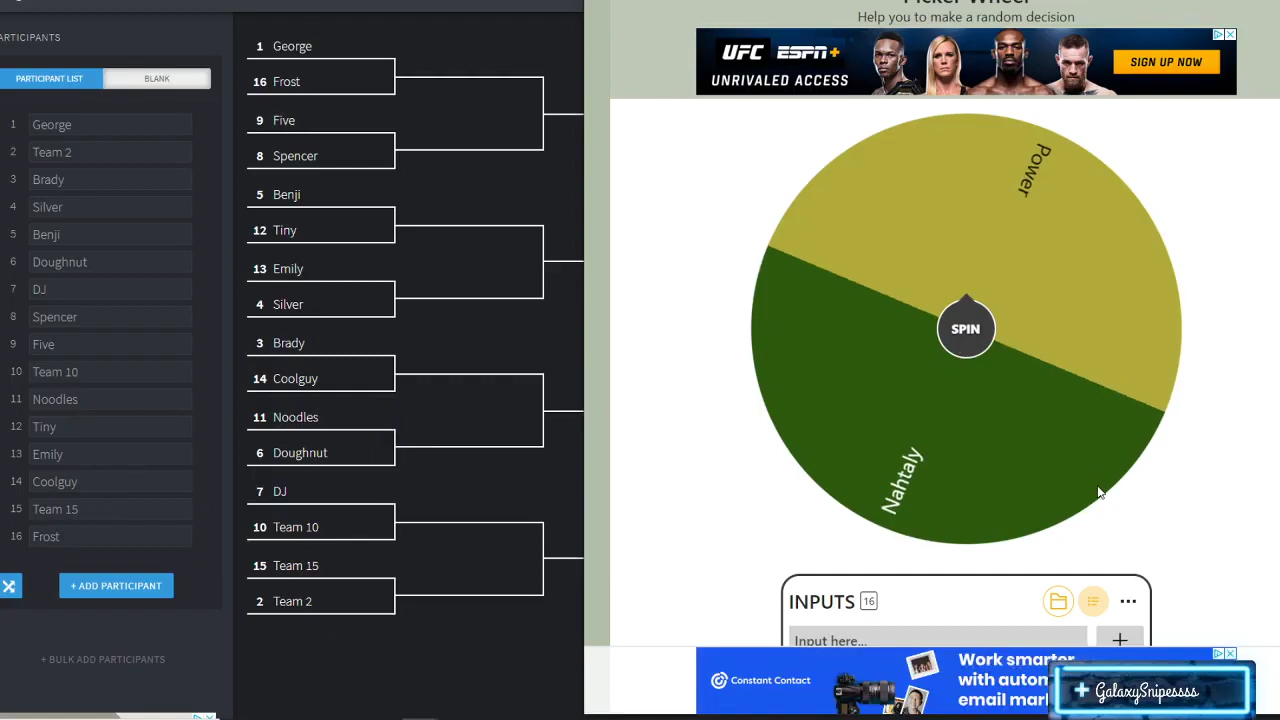 PARTICIPANTS
PARTICIPANT LIST
BLANK
1 George
2 Team 2
3 Brady
4 Silver
5 Benji
6 Doughnut
7 DJ
8 Spencer
9 Five
10 Team 10
11 Noodles
12 Tiny
13 Emily
14 Coolguy
15 Team 15
16 Frost
+ ADD PARTICIPANT
+ BULK ADD PARTICIPANTS
1 George
16 Frost
9 Five
8 Spencer
5 Benji
12 Tiny
13 Emily
4 Silver
3 Brady
14 Coolguy
11 Noodles
6 Doughnut
7 DJ
10 Team 10
15 Team 15
2 Team 2
Picker Wheel
Help you to make a random decision
UFC ESPN+
UNRIVALED ACCESS
SIGN UP NOW
Power
SPIN
Nahtaly
INPUTS 16
Input here...
+
Constant Contact
Work smarter
with autom
email mark
+ GalaxySnipessss